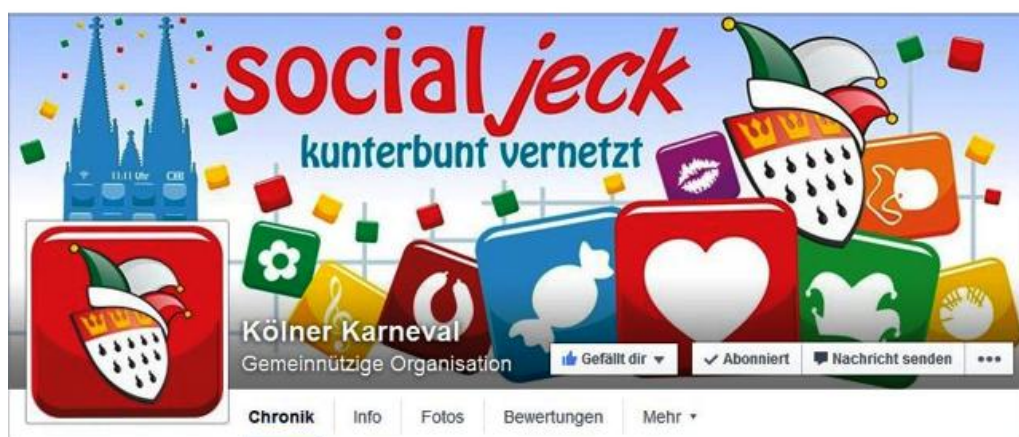 social jeck
kunterbunt vernetzt
11:11 Uhr
Kölner Karneval
Gemeinnützige Organisation
Gefällt dir
Abonniert
Nachricht senden
Chronik
Info
Fotos
Bewertungen
Mehr